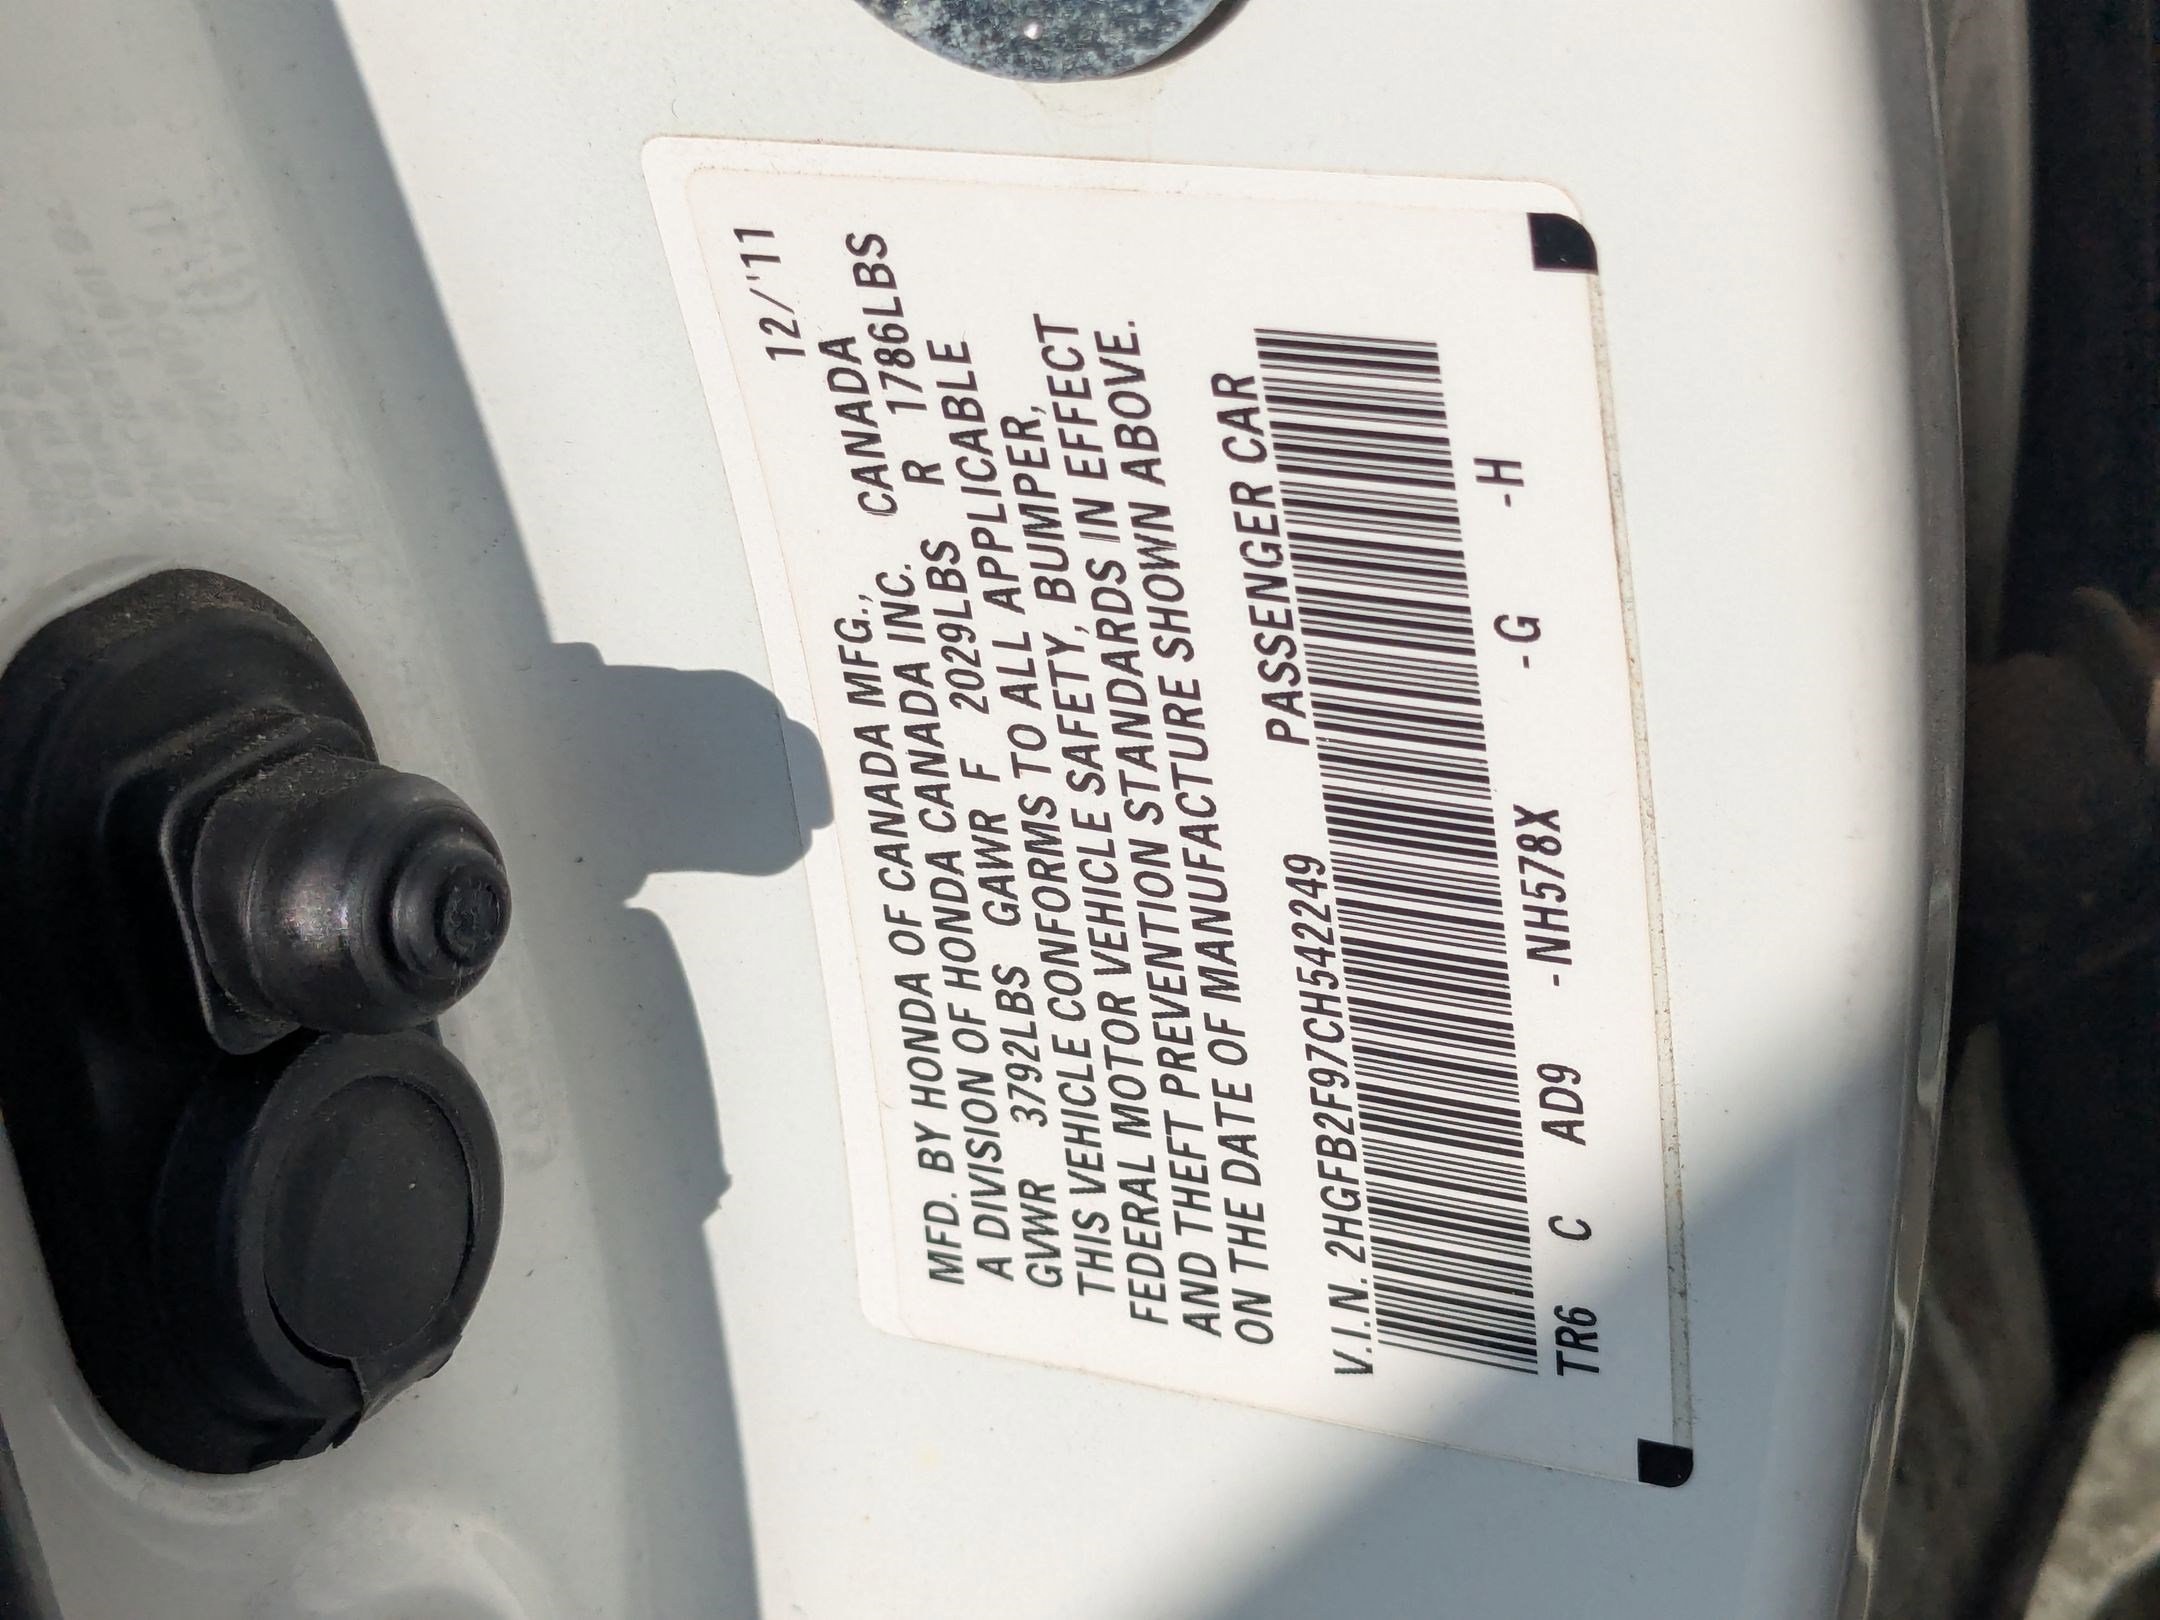 12/'11
MFD. BY HONDA OF CANADA MFG., CANADA
A DIVISION OF HONDA CANADA INC.
GVWR 3792LBS GAWR F 2029LBS R 1786LBS
THIS VEHICLE CONFORMS TO ALL APPLICABLE
FEDERAL MOTOR VEHICLE SAFETY, BUMPER,
AND THEFT PREVENTION STANDARDS IN EFFECT
ON THE DATE OF MANUFACTURE SHOWN ABOVE.
V.I.N. 2HGFB2F97CH542249 PASSENGER CAR
TR6 C AD9 -NH578X -G -H